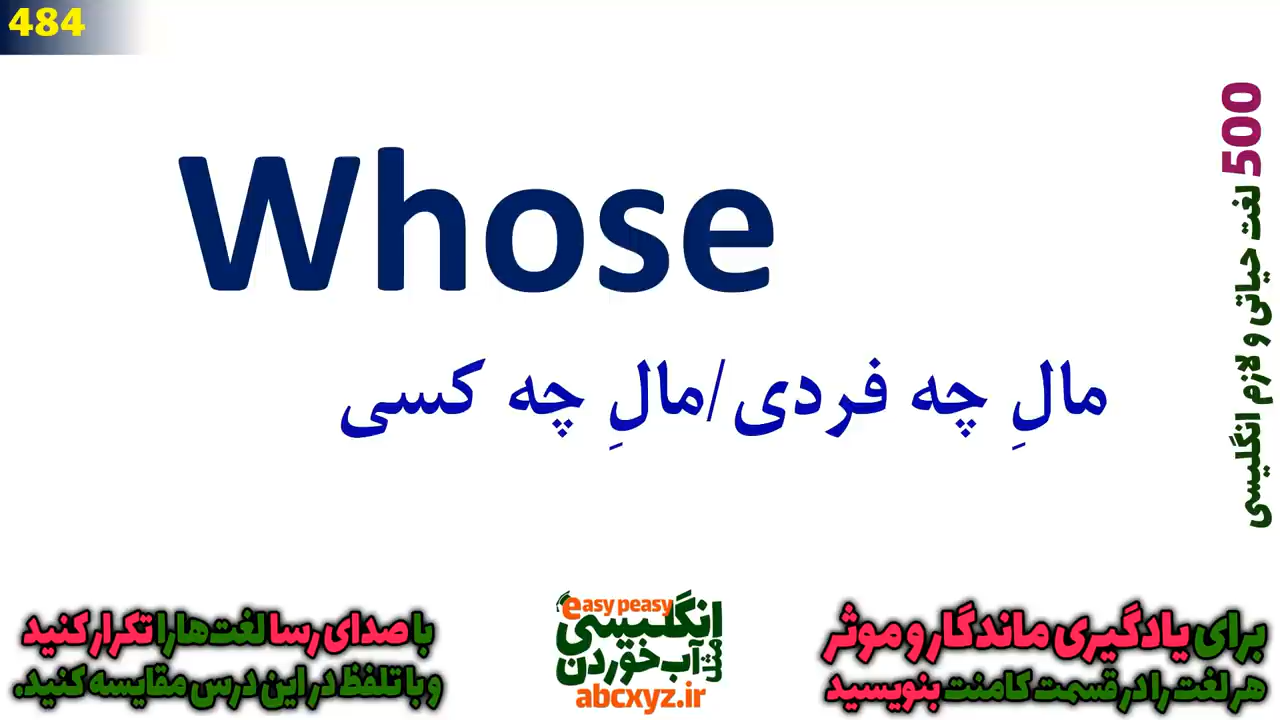 484
Whose
مالِ چه فردی/مالِ چه کسی
500 لغت حیاتی و لازم انگلیسی
برای یادگیری ماندگار و موثر
هر لغت را در قسمت کامنت بنویسید
easy peasy
انگلیسی
مثل آب خوردن
abcxyz.ir
با صدای رسا لغت‌ها را تکرار کنید
و با تلفظ در این درس مقایسه کنید.